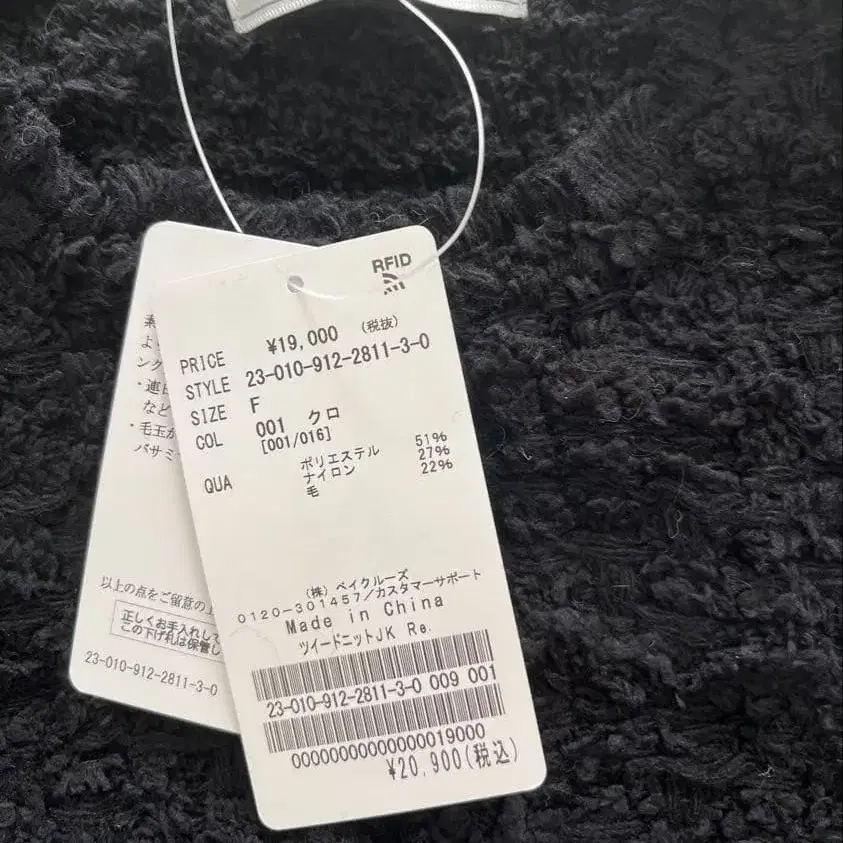 RFID
PRICE ¥19,000 (税抜)
STYLE 23-010-912-2811-3-0
SIZE F
COL 001 クロ
[001/016]
QUA ポリエステル 51%
ナイロン 27%
毛 22%
(株) ベイクルーズ
0120-301457/カスタマーサポート
Made in China
ツイードニットJK Re.
23-010-912-2811-3-0 009 001
00000000000000019000
¥20,900(税込)
素
よ
ング
・連日
など
・毛玉が
バサミ
以上の点をご留意の上
正しくお手入れして
この下げ札は保管し
23-010-912-2811-3-0